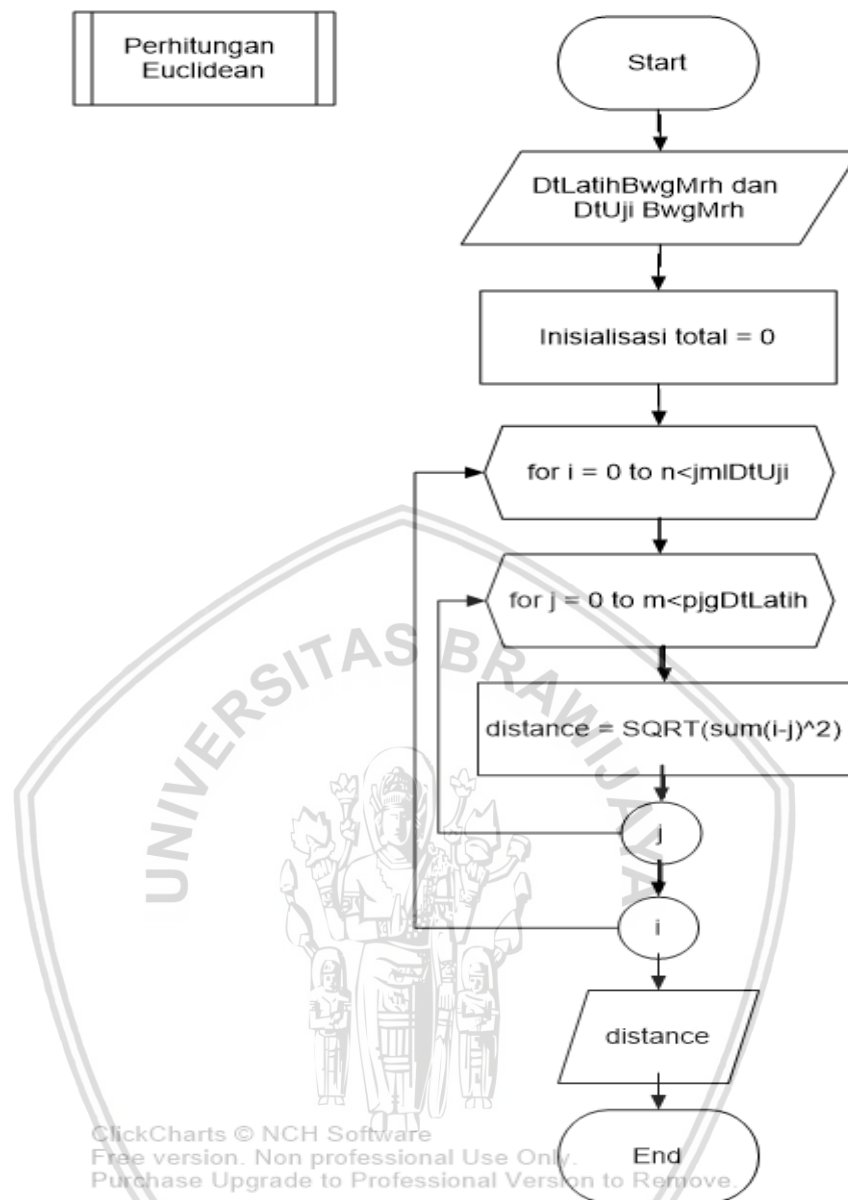 Perhitungan
Euclidean
Start
DtLatihBwgMrh dan
DtUji BwgMrh
Inisialisasi total = 0
for i = 0 to n<jmlDtUji
for j = 0 to m<pjgDtLatih
distance = SQRT(sum(i-j)^2)
j
i
distance
End
UNIVERSITAS BRAWIJAYA
ClickCharts © NCH Software
Free version. Non professional Use Only.
Purchase Upgrade to Professional Version to Remove.